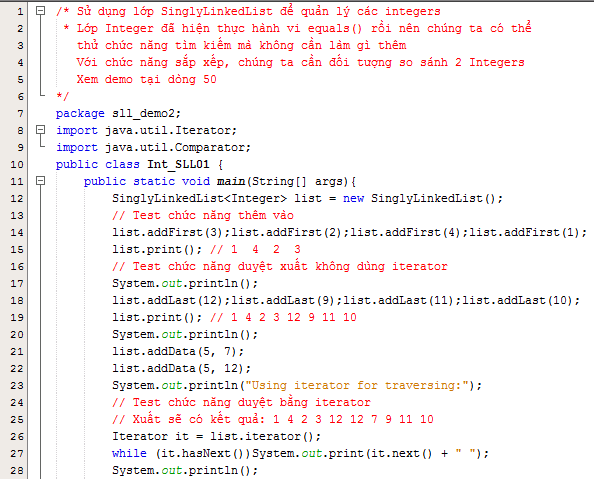 1 /* Sử dụng lớp SinglyLinkedList để quản lý các integers
2 * Lớp Integer đã hiện thực hành vi equals() rồi nên chúng ta có thể
3 thử chức năng tìm kiếm mà không cần làm gì thêm
4 Với chức năng sắp xếp, chúng ta cần đối tượng so sánh 2 Integers
5 Xem demo tại dòng 50
6 */
7 package sll_demo2;
8 import java.util.Iterator;
9 import java.util.Comparator;
10 public class Int_SLL01 {
11 public static void main(String[] args){
12 SinglyLinkedList<Integer> list = new SinglyLinkedList();
13 // Test chức năng thêm vào
14 list.addFirst(3);list.addFirst(2);list.addFirst(4);list.addFirst(1);
15 list.print(); // 1 4 2 3
16 // Test chức năng duyệt xuất không dùng iterator
17 System.out.println();
18 list.addLast(12);list.addLast(9);list.addLast(11);list.addLast(10);
19 list.print(); // 1 4 2 3 12 9 11 10
20 System.out.println();
21 list.addData(5, 7);
22 list.addData(5, 12);
23 System.out.println("Using iterator for traversing:");
24 // Test chức năng duyệt bằng iterator
25 // Xuất sẽ có kết quả: 1 4 2 3 12 12 7 9 11 10
26 Iterator it = list.iterator();
27 while (it.hasNext())System.out.print(it.next() + " ");
28 System.out.println();